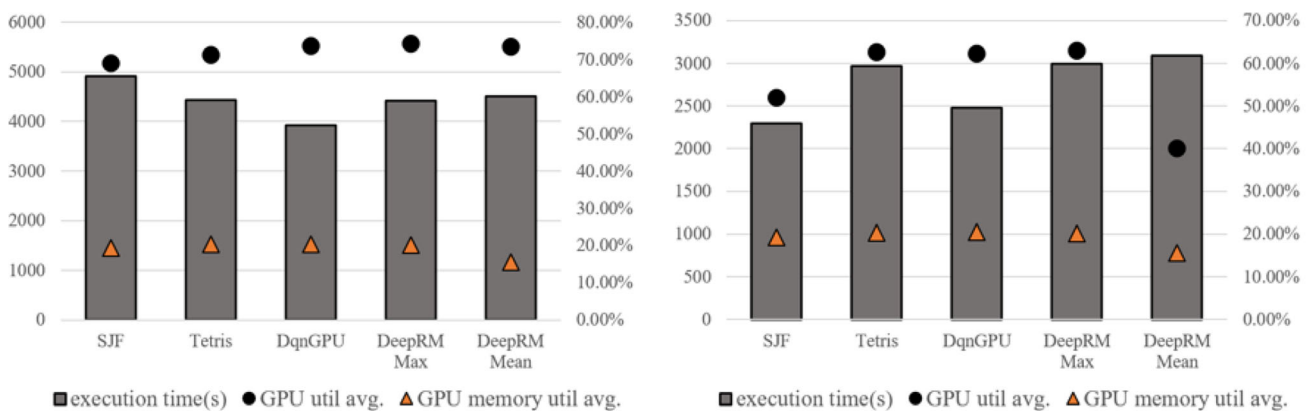 6000
5000
4000
3000
2000
1000
0
80.00%
70.00%
60.00%
50.00%
40.00%
30.00%
20.00%
10.00%
0.00%
SJF
Tetris
DqnGPU
DeepRM
Max
DeepRM
Mean
execution time(s)
GPU util avg.
GPU memory util avg.
3500
3000
2500
2000
1500
1000
500
0
70.00%
60.00%
50.00%
40.00%
30.00%
20.00%
10.00%
0.00%
SJF
Tetris
DqnGPU
DeepRM
Max
DeepRM
Mean
execution time(s)
GPU util avg.
GPU memory util avg.